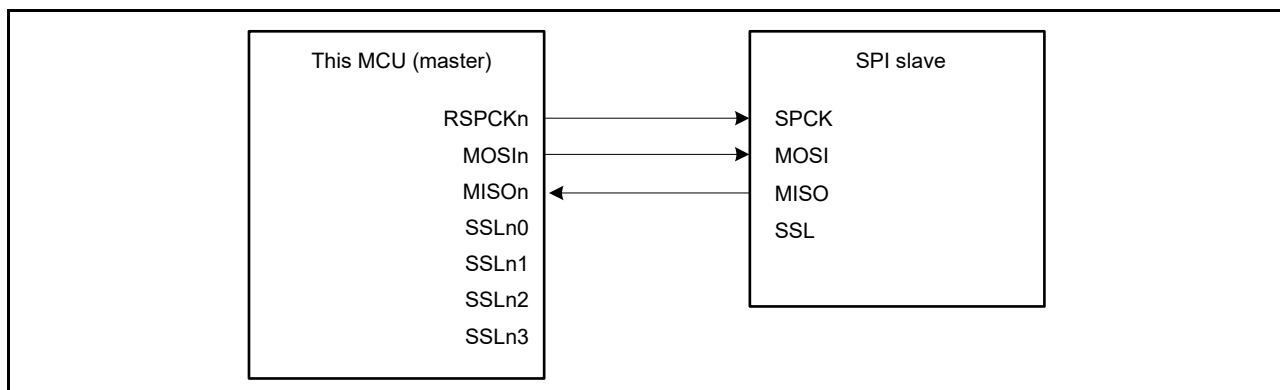 This MCU (master)
SPI slave
RSPCKn
SPCK
MOSIn
MOSI
MISOn
MISO
SSLn0
SSL
SSLn1
SSLn2
SSLn3